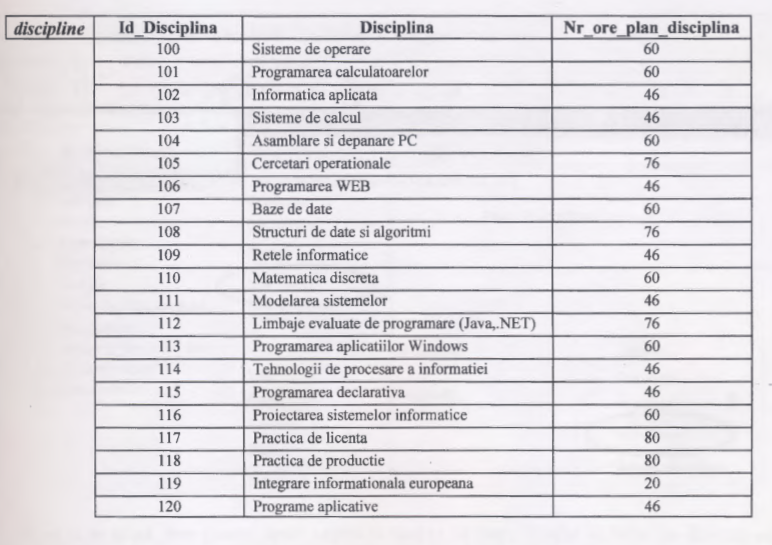 discipline Id_Disciplina Disciplina Nr_ore_plan_disciplina
100 Sisteme de operare 60
101 Programarea calculatoarelor 60
102 Informatica aplicata 46
103 Sisteme de calcul 46
104 Asamblare si depanare PC 60
105 Cercetari operationale 76
106 Programarea WEB 46
107 Baze de date 60
108 Structuri de date si algoritmi 76
109 Retele informatice 46
110 Matematica discreta 60
111 Modelarea sistemelor 46
112 Limbaje evaluate de programare (Java,.NET) 76
113 Programarea aplicatiilor Windows 60
114 Tehnologii de procesare a informatiei 46
115 Programarea declarativa 46
116 Proiectarea sistemelor informatice 60
117 Practica de licenta 80
118 Practica de productie 80
119 Integrare informationala europeana 20
120 Programe aplicative 46